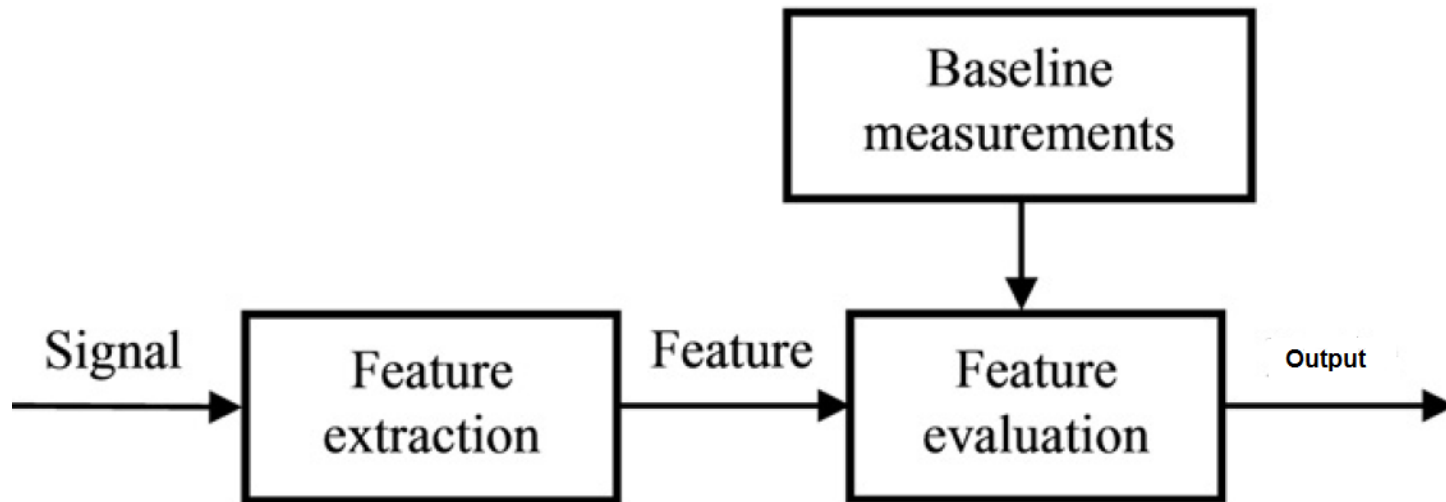 Baseline
measurements
Signal
Feature
extraction
Feature
Feature
evaluation
Output